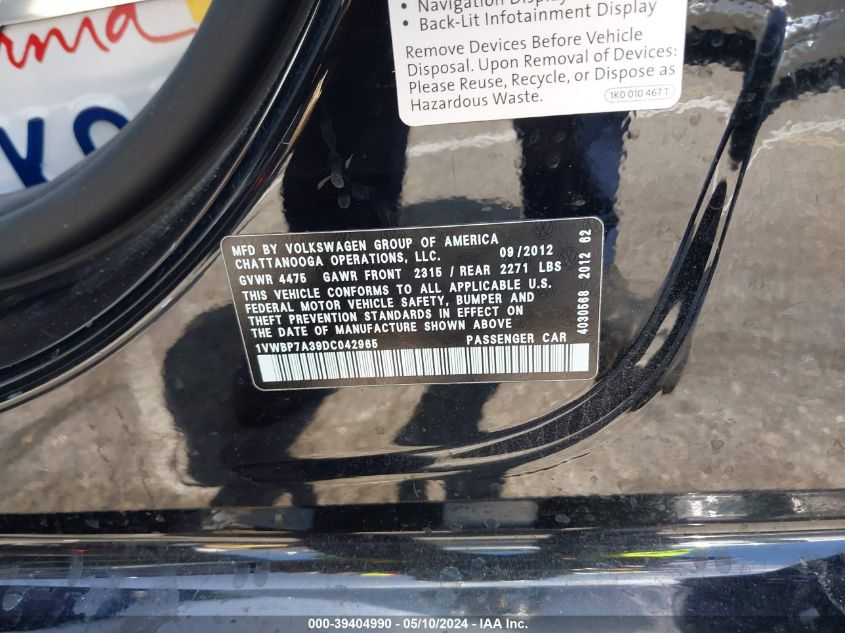 rnia
• Navigation Display
• Back-Lit Infotainment Display
Remove Devices Before Vehicle
Disposal. Upon Removal of Devices:
Please Reuse, Recycle, or Dispose as
Hazardous Waste.
1K0 010 467 T
MFD BY VOLKSWAGEN GROUP OF AMERICA
CHATTANOOGA OPERATIONS, LLC. 09/2012
GVWR 4475 GAWR FRONT 2315 / REAR 2271 LBS
THIS VEHICLE CONFORMS TO ALL APPLICABLE U.S.
FEDERAL MOTOR VEHICLE SAFETY, BUMPER AND
THEFT PREVENTION STANDARDS IN EFFECT ON
THE DATE OF MANUFACTURE SHOWN ABOVE
1VWBP7A39DC042965 PASSENGER CAR
4030568 2012 62
000-39404990 - 05/10/2024 - IAA Inc.